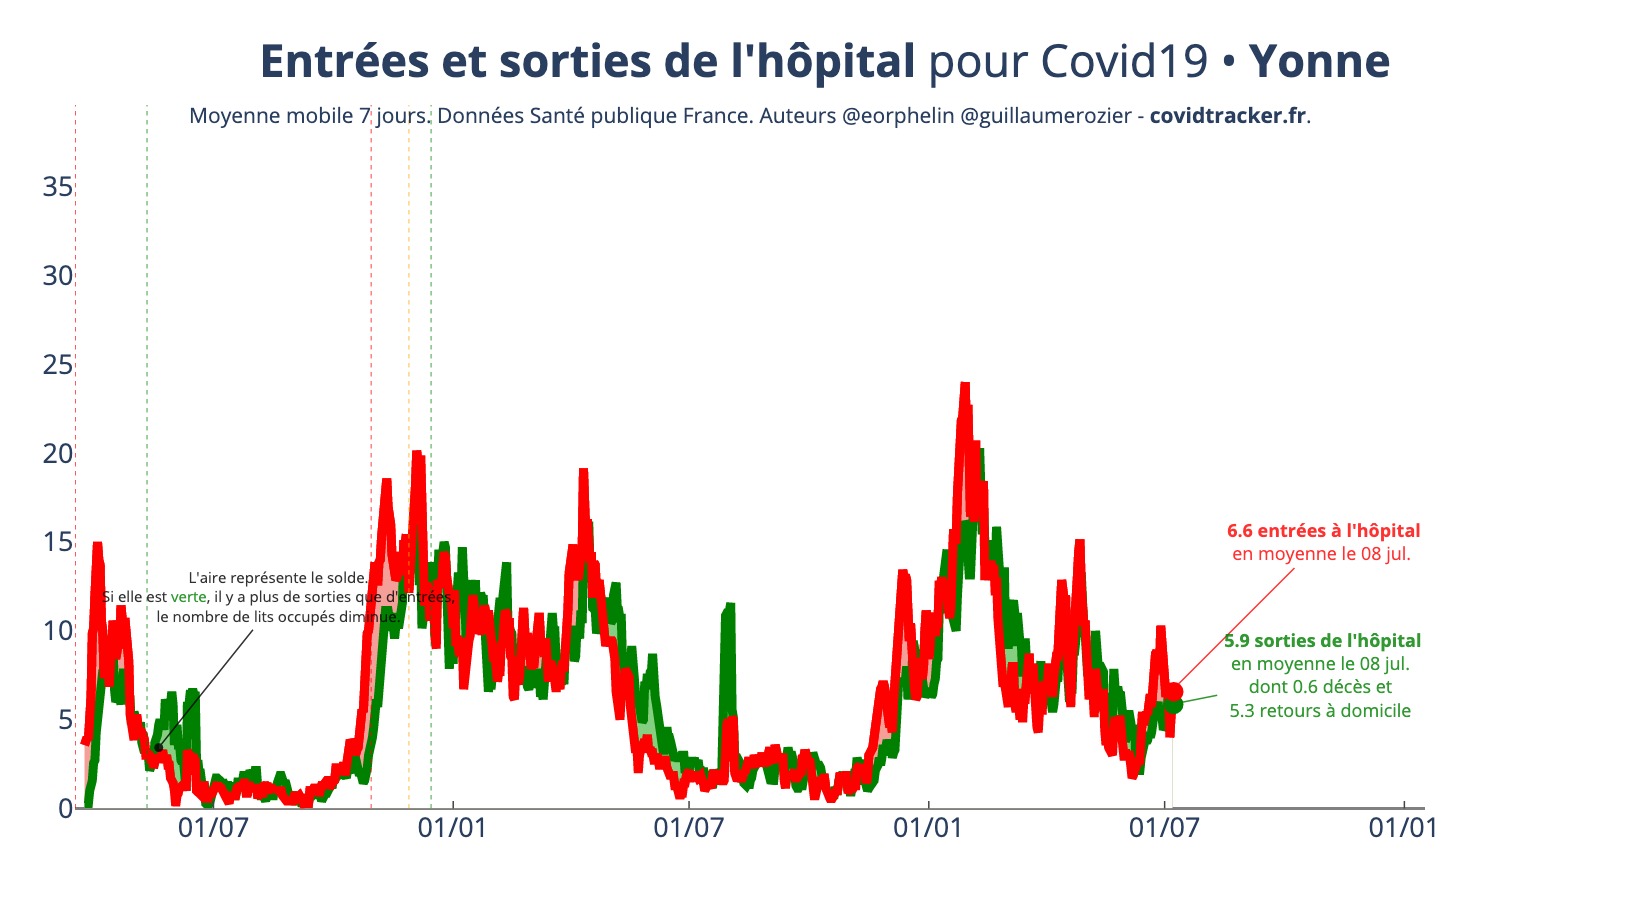 Entrées et sorties de l'hôpital pour Covid19 • Yonne
Moyenne mobile 7 jours. Données Santé publique France. Auteurs @eorphelin @guillaumerozier - covidtracker.fr.
35
30
25
20
15
10
5
0
L'aire représente le solde.
Si elle est verte, il y a plus de sorties que d'entrées,
le nombre de lits occupés diminue.
6.6 entrées à l'hôpital
en moyenne le 08 jul.
5.9 sorties de l'hôpital
en moyenne le 08 jul.
dont 0.6 décès et
5.3 retours à domicile
01/07
01/01
01/07
01/01
01/07
01/01